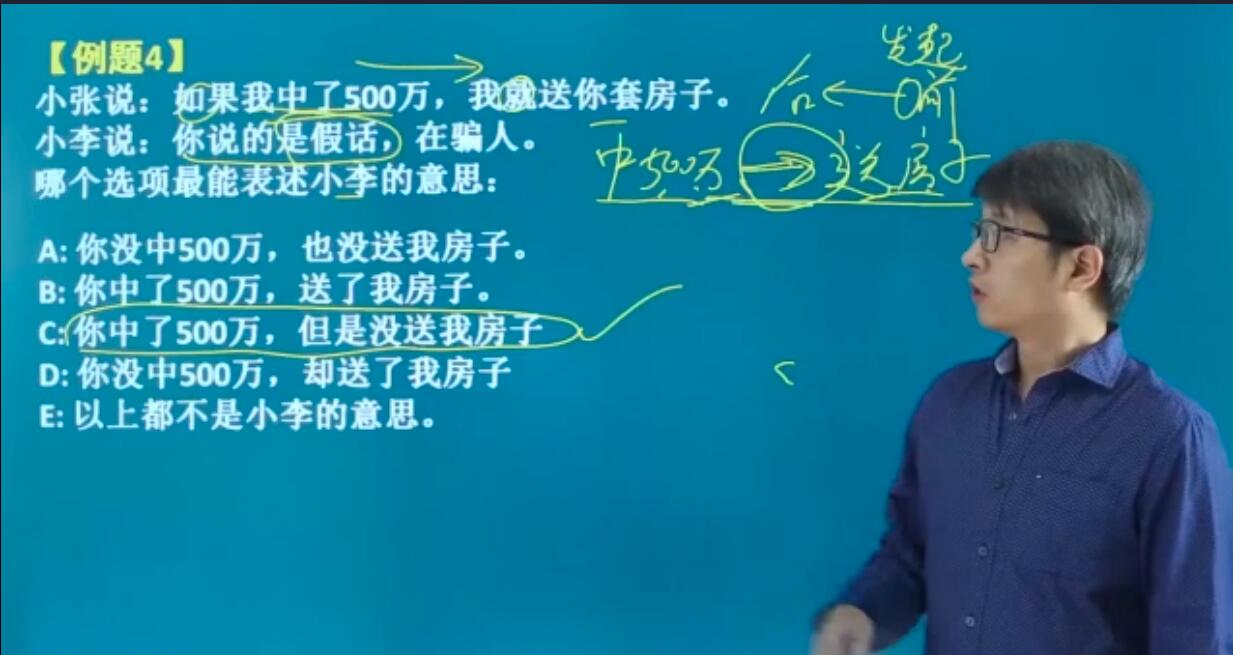 【例题4】
小张说：如果我中了500万，我就送你套房子。
小李说：你说的是假话，在骗人。
哪个选项最能表述小李的意思：
A: 你没中500万，也没送我房子。
B: 你中了500万，送了我房子。
C: 你中了500万，但是没送我房子
D: 你没中500万，却送了我房子
E: 以上都不是小李的意思。
发起
后 ← 前
中500万 → 送房子